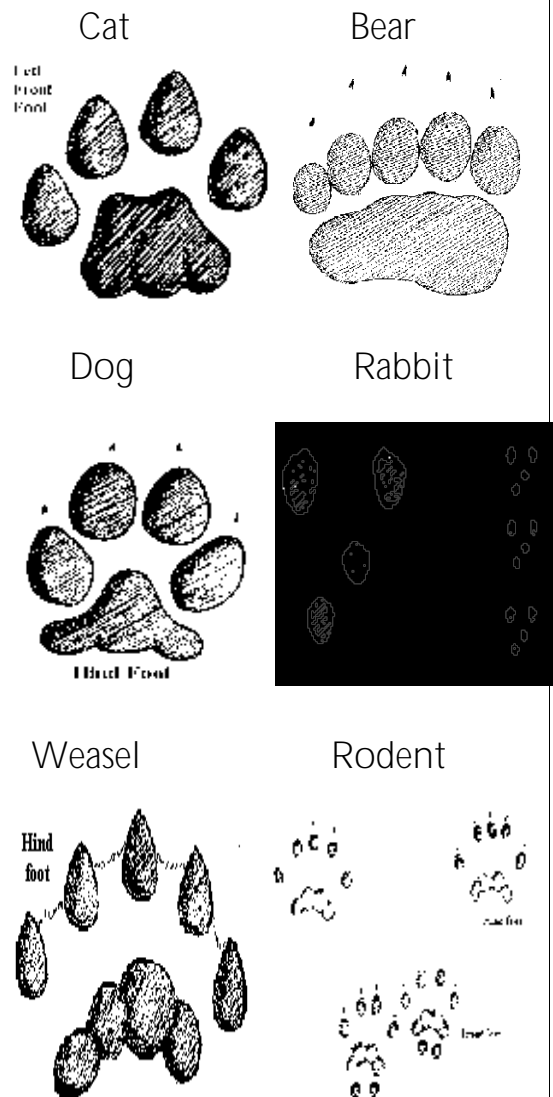 Cat
Bear
Left
Front
Foot
Dog
Rabbit
Hind Foot
Weasel
Rodent
Hind
foot